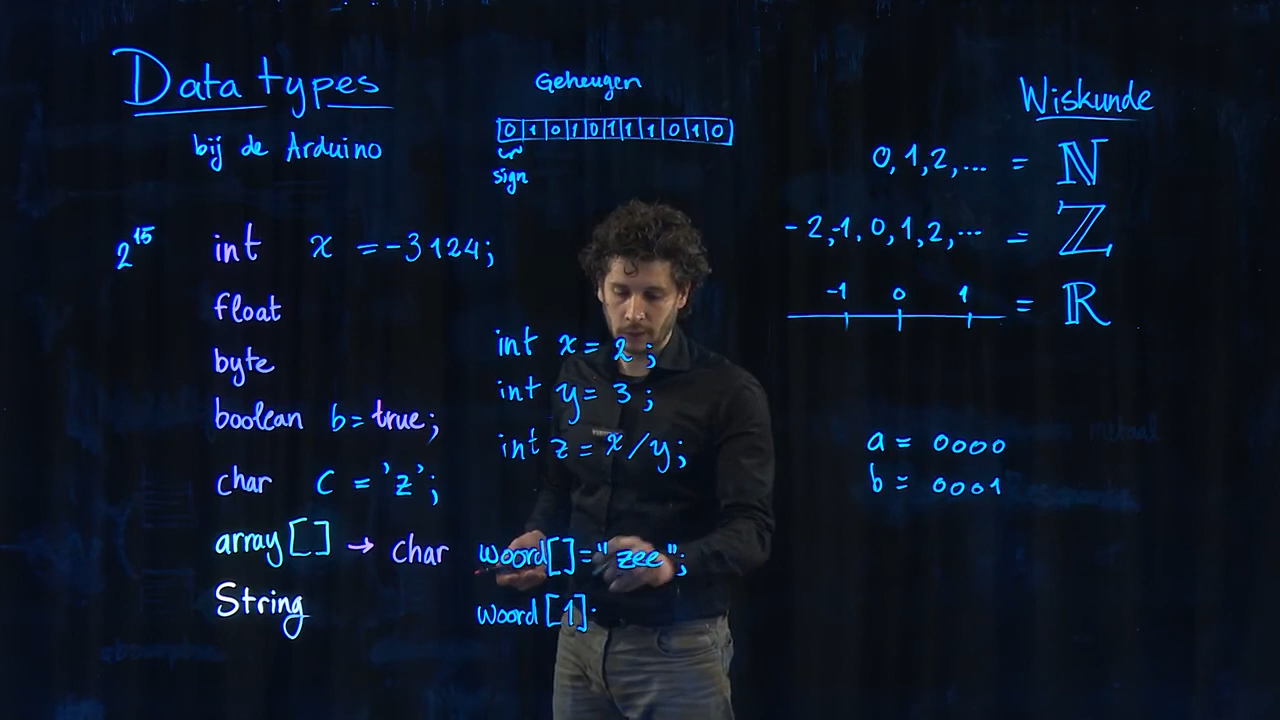 Data types
bij de Arduino
2¹⁵ int x = -3124;
float
byte
boolean b = true;
char c = 'z';
array[] → char woord[] = "zee";
String woord[1].
Geheugen
0 1 0 1 0 1 1 1 0 1 0
sign
int x = 2;
int y = 3;
int z = x/y;
Wiskunde
0, 1, 2, ... = ℕ
-2, -1, 0, 1, 2, ... = ℤ
-1 0 1 = ℝ
a = 0000
b = 0001